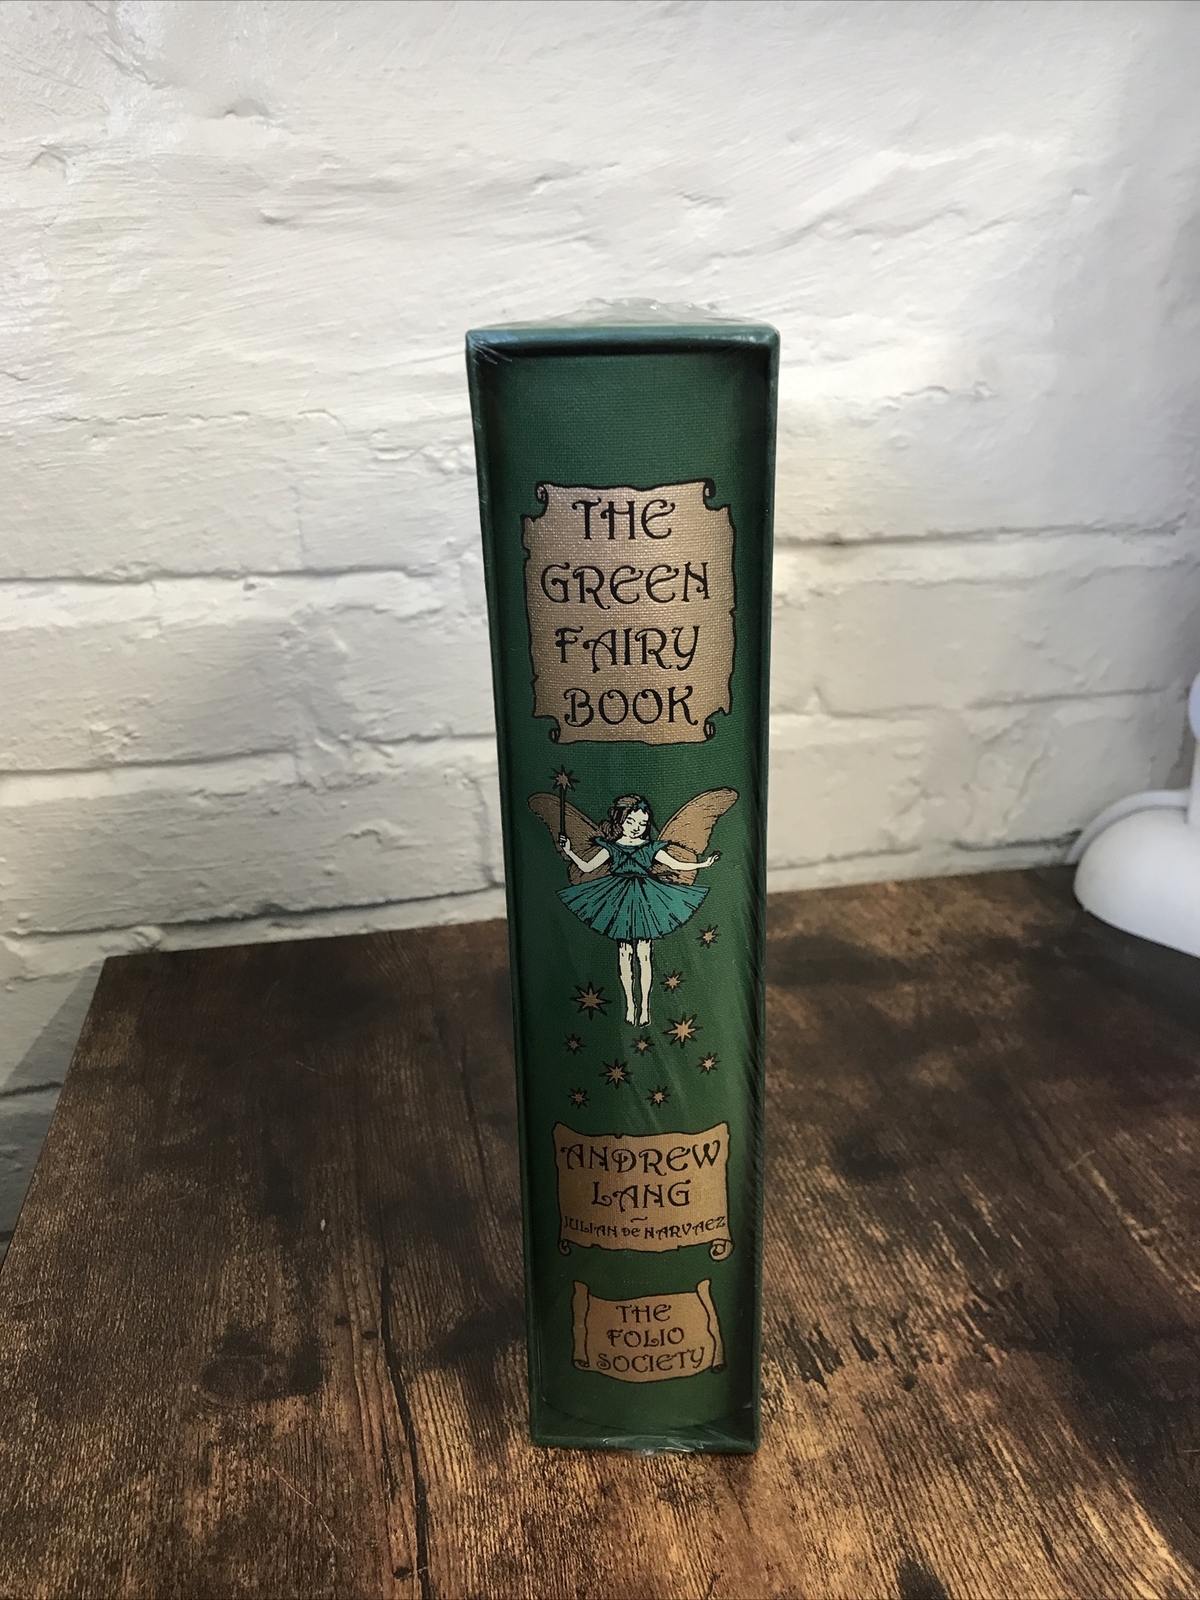 THE
GREEN
FAIRY
BOOK
ANDREW
LANG
~
JULIAN De NARVAEZ
THE
FOLIO
SOCIETY